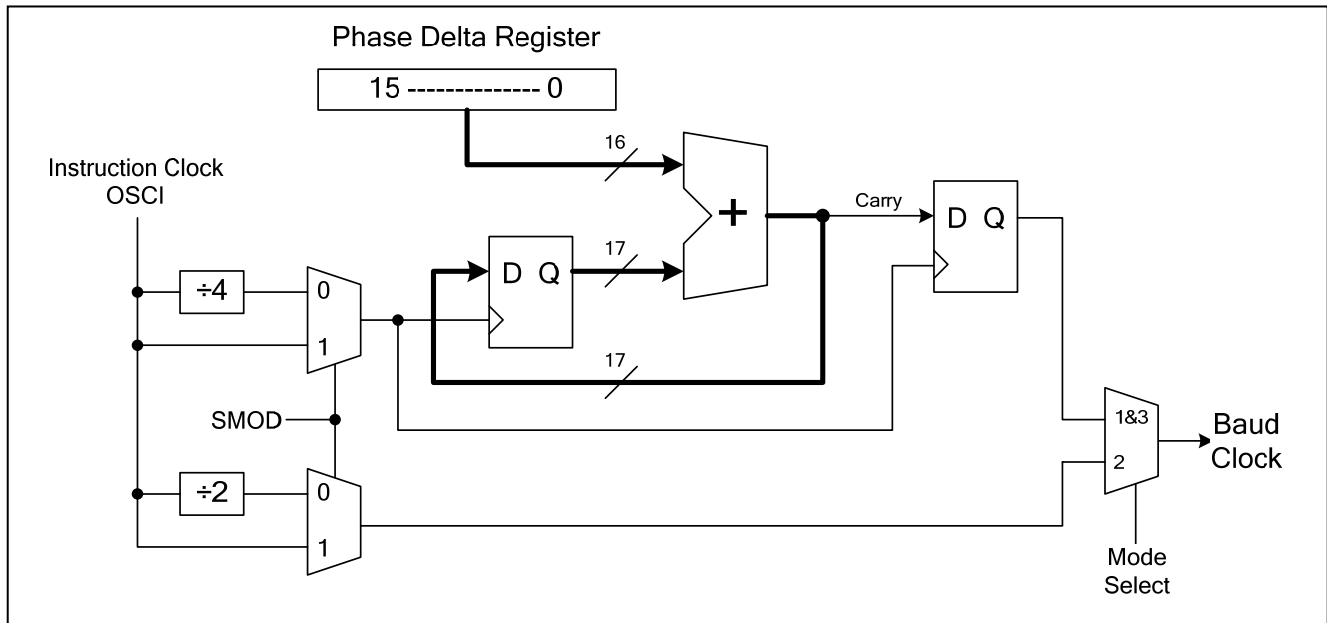 Phase Delta Register
15 -------------- 0
Instruction Clock
OSCI
16
+
Carry
D Q
17
D Q
÷4
0
1
17
SMOD
1&3
2
Baud
Clock
÷2
0
1
Mode
Select